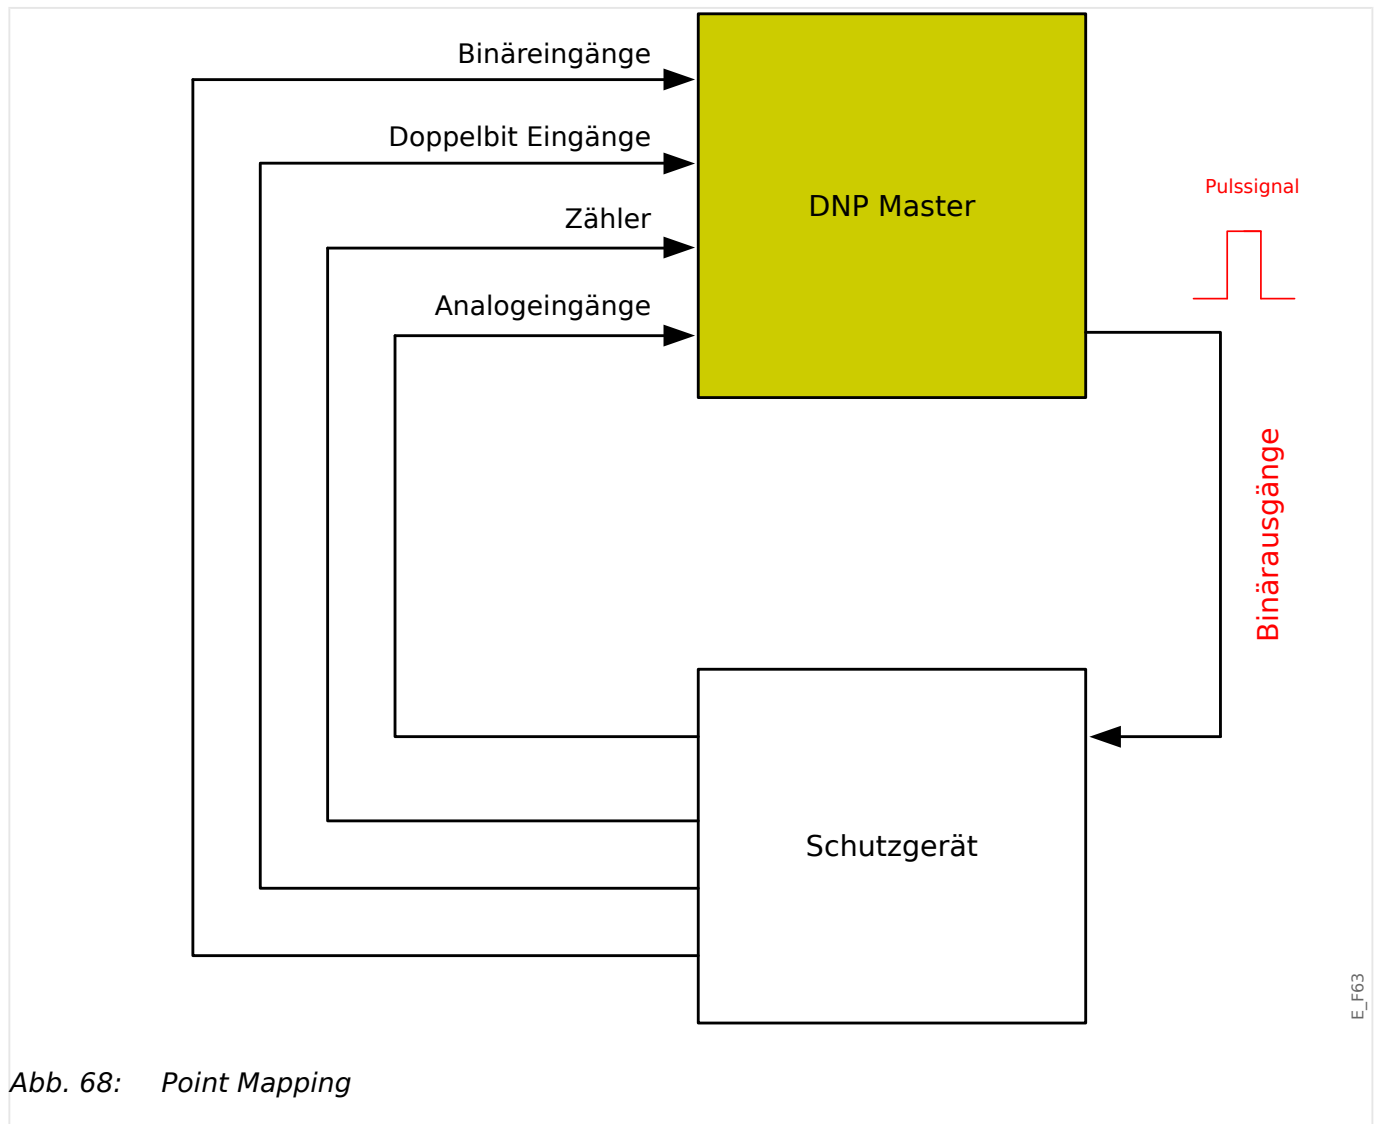 Binäreingänge
Doppelbit Eingänge
Zähler
Analogeingänge
DNP Master
Pulssignal
Binärausgänge
Schutzgerät
E_F63
Abb. 68: Point Mapping